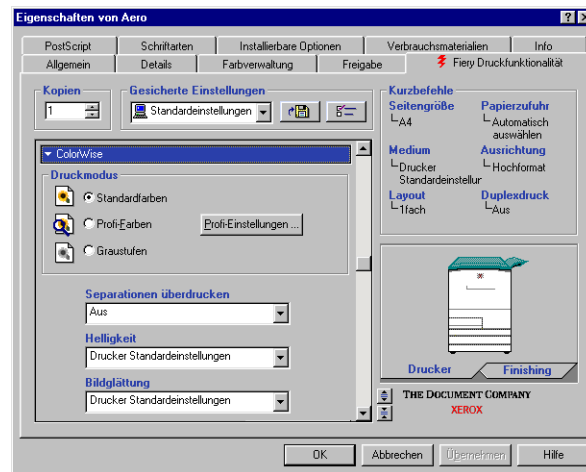 Eigenschaften von Aero
PostScript
Schriftarten
Installierbare Optionen
Verbrauchsmaterialien
Info
Allgemein
Details
Farbverwaltung
Freigabe
Fiery Druckfunktionalität
Kopien
1
Gesicherte Einstellungen
Standardeinstellungen
ColorWise
Druckmodus
Standardfarben
Profi-Farben
Profi-Einstellungen ...
Graustufen
Separationen überdrucken
Aus
Helligkeit
Drucker Standardeinstellungen
Bildglättung
Drucker Standardeinstellungen
Kurzbefehle
Seitengröße
A4
Papierzufuhr
Automatisch
auswählen
Medium
Drucker
Standardeinstellur
Ausrichtung
Hochformat
Layout
1fach
Duplexdruck
Aus
Drucker
Finishing
THE DOCUMENT COMPANY
XEROX
OK
Abbrechen
Übernehmen
Hilfe